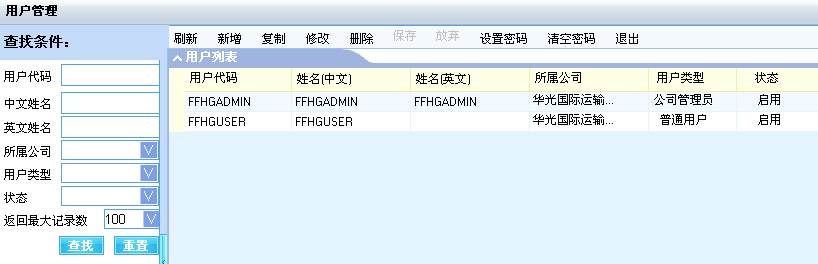 用户管理
查找条件：
刷新 新增 复制 修改 删除 保存 放弃 设置密码 清空密码 退出
用户列表
用户代码 姓名(中文) 姓名(英文) 所属公司 用户类型 状态
FFHGADMIN FFHGADMIN FFHGADMIN 华光国际运输... 公司管理员 启用
FFHGUSER FFHGUSER 华光国际运输... 普通用户 启用
用户代码
中文姓名
英文姓名
所属公司
用户类型
状态
返回最大记录数 100
查找 重置